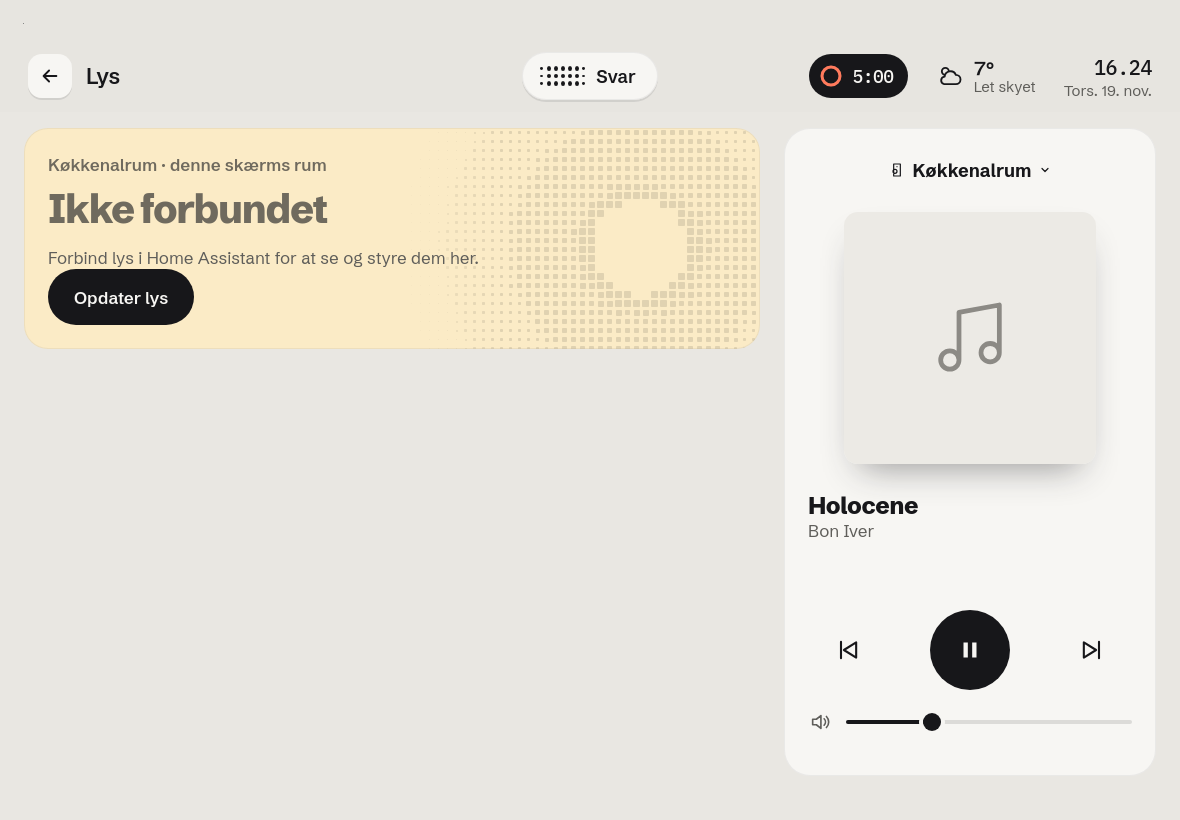 Lys
Svar
5:00
7°
Let skyet
16.24
Tors. 19. nov.
Køkkenalrum · denne skærms rum
Ikke forbundet
Forbind lys i Home Assistant for at se og styre dem her.
Opdater lys
Køkkenalrum
Holocene
Bon Iver